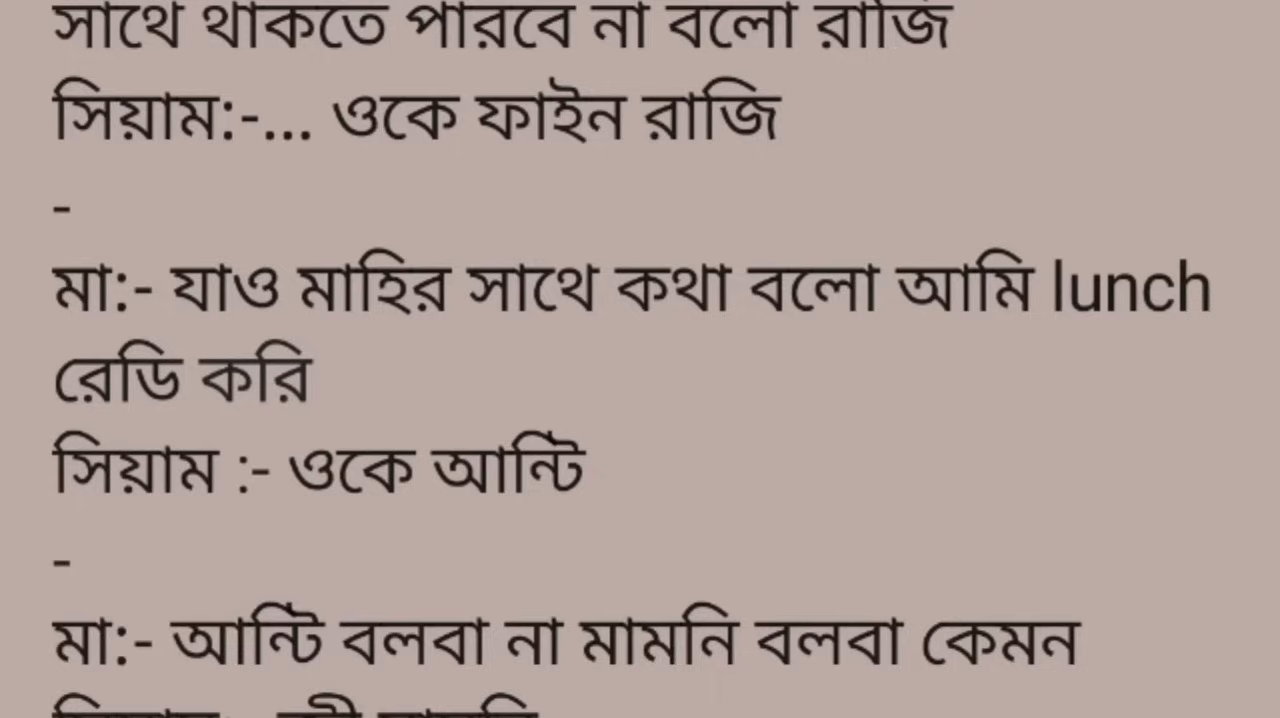 সাথে থাকতে পারবে না বলো রাজি
সিয়াম:-... ওকে ফাইন রাজি
-
মা:- যাও মাহির সাথে কথা বলো আমি lunch
রেডি করি
সিয়াম :- ওকে আন্টি
-
মা:- আন্টি বলবা না মামনি বলবা কেমন